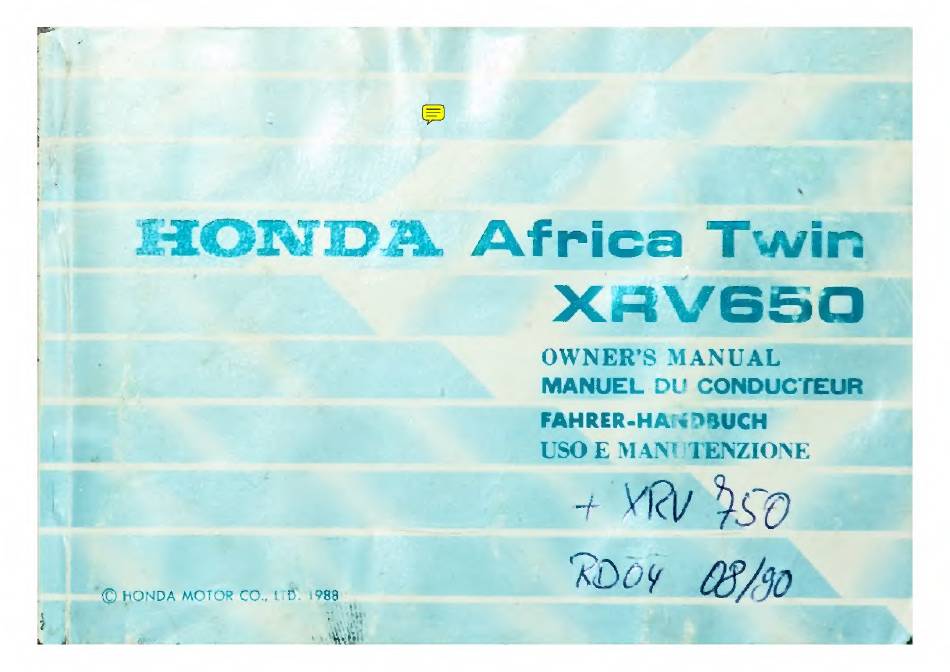 HONDA Africa Twin
XRV650
OWNER'S MANUAL
MANUEL DU CONDUCTEUR
FAHRER-HANDBUCH
USO E MANUTENZIONE
+ XRV 750
RD04 08/90
© HONDA MOTOR CO., LTD. 1988